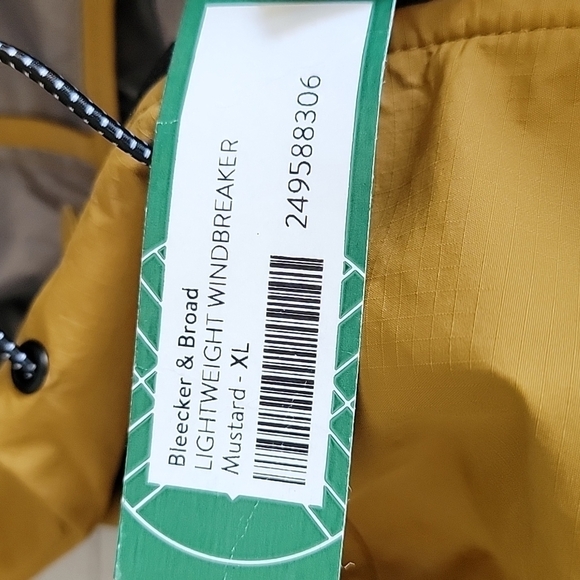 Bleecker & Broad
LIGHTWEIGHT WINDBREAKER
Mustard - XL
249588306